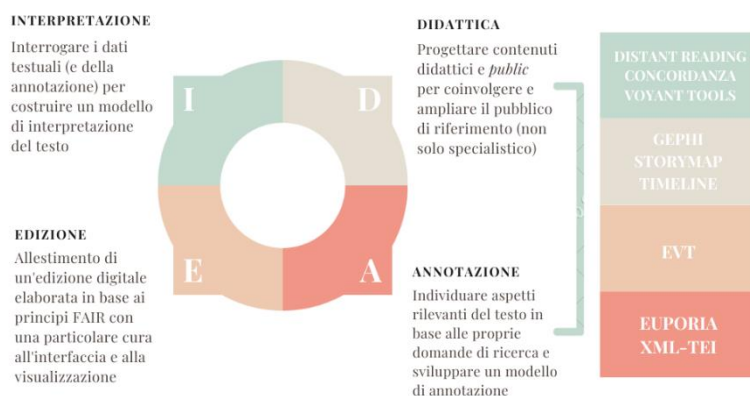 INTERPRETAZIONE
Interrogare i dati
testuali (e della
annotazione) per
costruire un modello
di interpretazione
del testo
I
D
DIDATTICA
Progettare contenuti
didattici e public
per coinvolgere e
ampliare il pubblico
di riferimento (non
solo specialistico)
EDIZIONE
Allestimento di
un'edizione digitale
elaborata in base ai
principi FAIR con
una particolare cura
all'interfaccia e alla
visualizzazione
E
A
ANNOTAZIONE
Individuare aspetti
rilevanti del testo in
base alle proprie
domande di ricerca e
sviluppare un modello
di annotazione
DISTANT READING
CONCORDANZA
VOYANT TOOLS
GEPHI
STORYMAP
TIMELINE
EVT
EUPORIA
XML-TEI